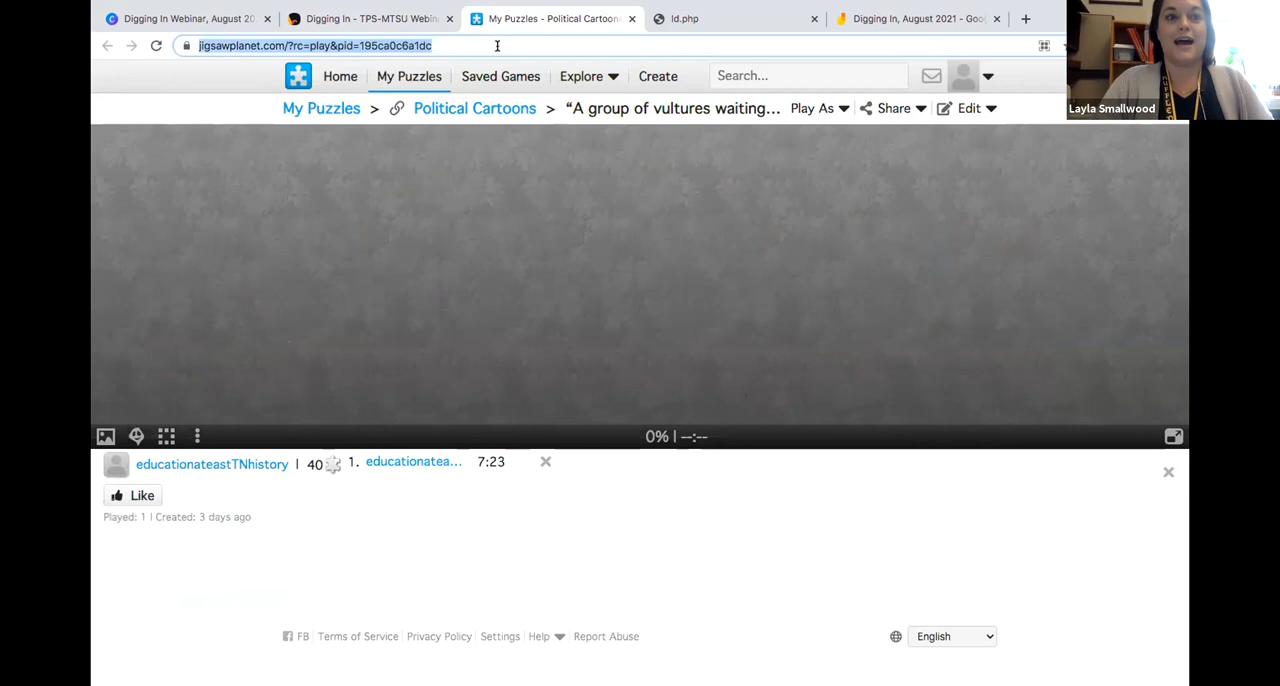 Digging In Webinar, August 20
Digging In - TPS-MTSU Webin
My Puzzles - Political Cartoon
ld.php
Digging In, August 2021 - Goo
jigsawplanet.com/?rc=play&pid=195ca0c6a1dc
Layla Smallwood
Home My Puzzles Saved Games Explore Create Search...
My Puzzles > Political Cartoons > “A group of vultures waiting... Play As Share Edit
0% | --:--
educationateastTNhistory | 40 1. educationatea... 7:23
Like
Played: 1 | Created: 3 days ago
FB Terms of Service Privacy Policy Settings Help Report Abuse English